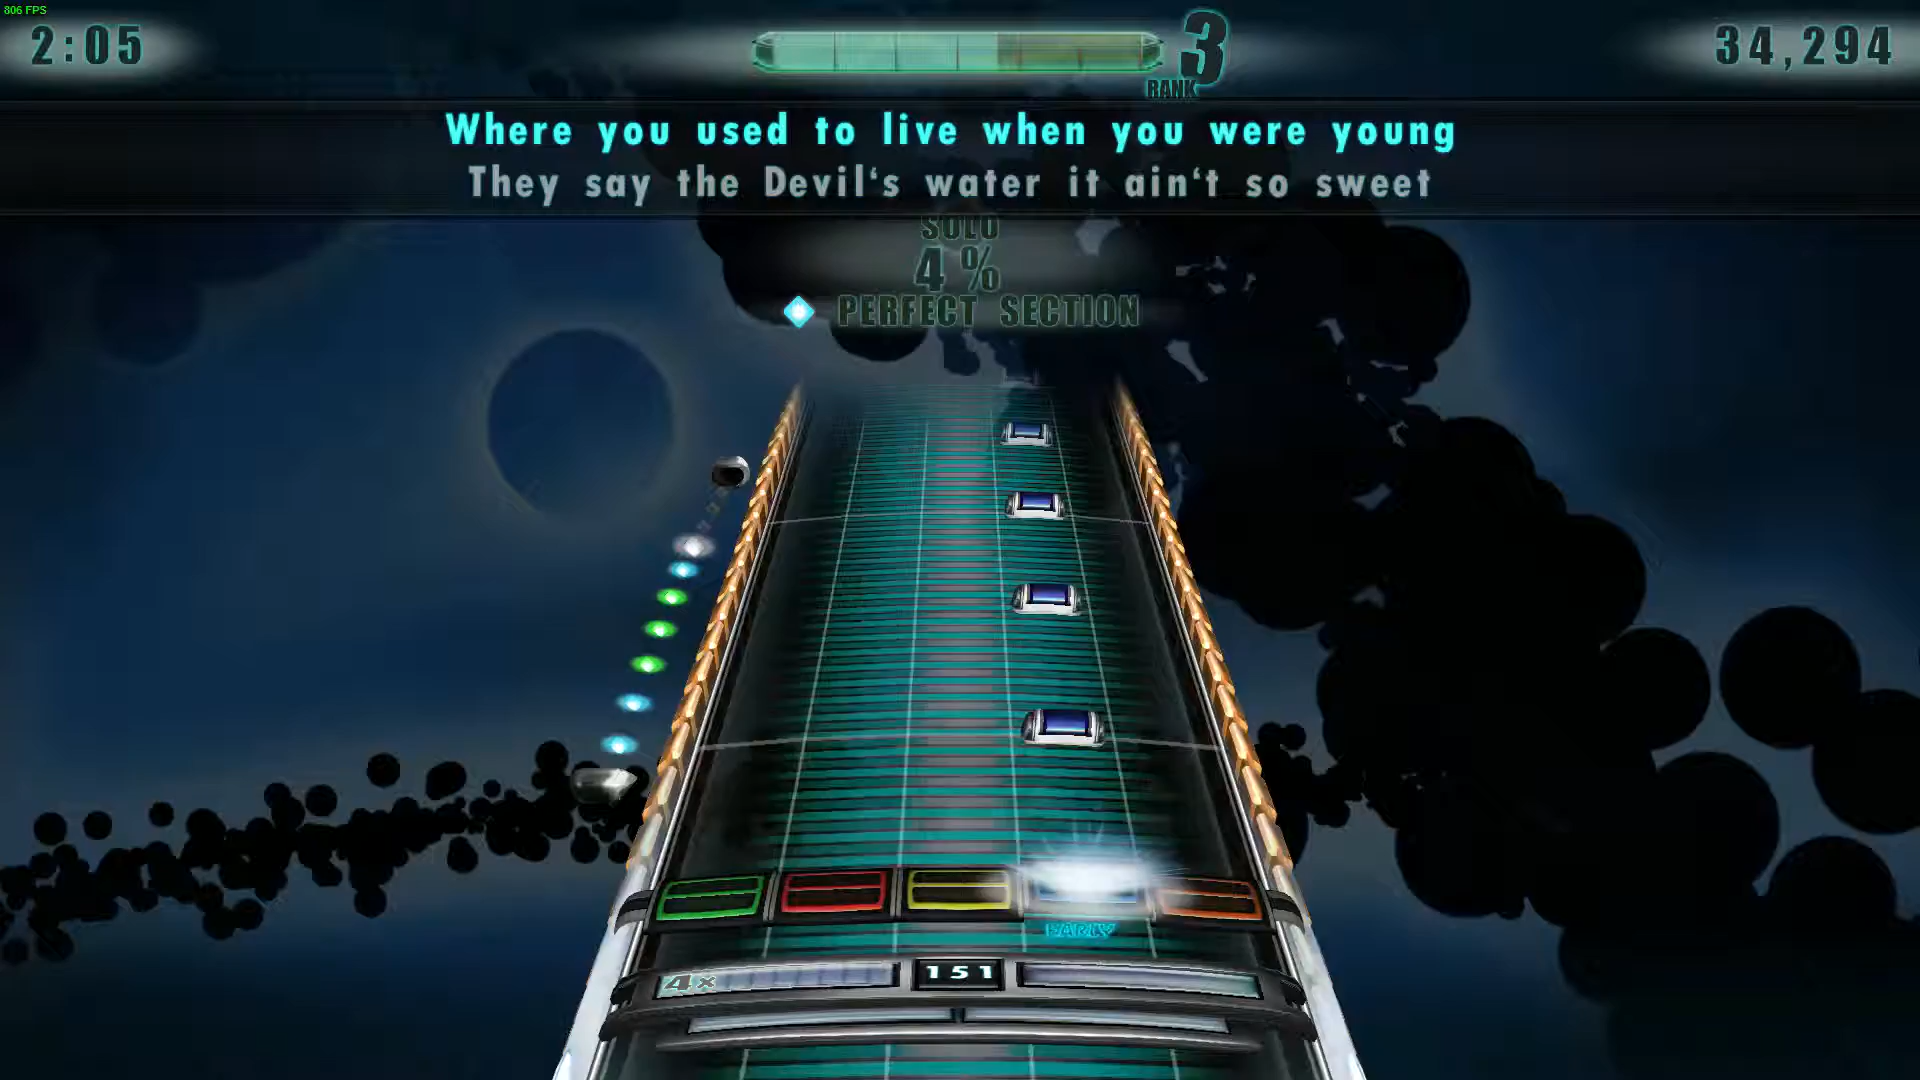 806 FPS
2:05
3
RANK
34,294
Where you used to live when you were young
They say the Devil‘s water it ain‘t so sweet
SOLO
4 %
PERFECT SECTION
EARLY
4x
151